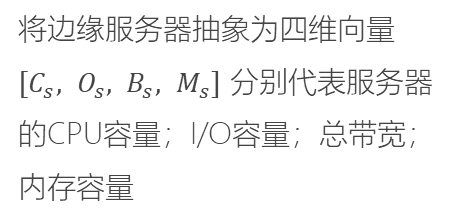 将边缘服务器抽象为四维向量
[Cₛ, Oₛ, Bₛ, Mₛ] 分别代表服务器
的CPU容量；I/O容量；总带宽；
内存容量